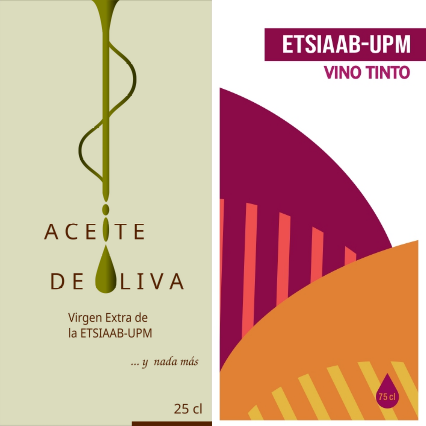 ACEITE
DE OLIVA
Virgen Extra de
la ETSIAAB-UPM
... y nada más
25 cl
ETSIAAB-UPM
VINO TINTO
75 cl